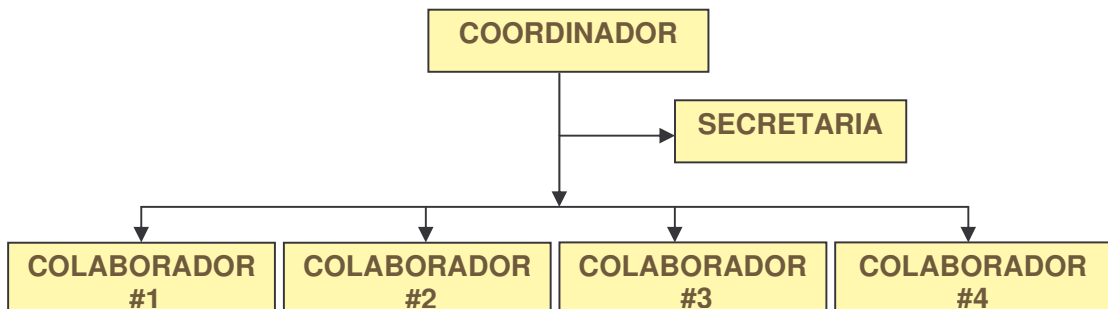 COORDINADOR
SECRETARIA
COLABORADOR
#1
COLABORADOR
#2
COLABORADOR
#3
COLABORADOR
#4